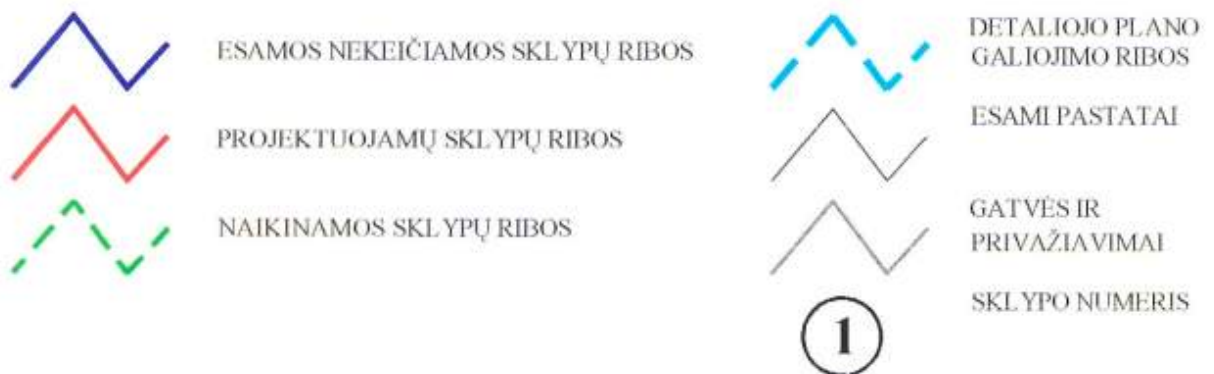 ESAMOS NEKEIČIAMOS SKLYPŲ RIBOS
PROJEKTUOJAMŲ SKLYPŲ RIBOS
NAIKINAMOS SKLYPŲ RIBOS
DETALIOJO PLANO
GALIOJIMO RIBOS
ESAMI PASTATAI
GATVĖS IR
PRIVAŽIAVIMAI
SKLYPO NUMERIS
1